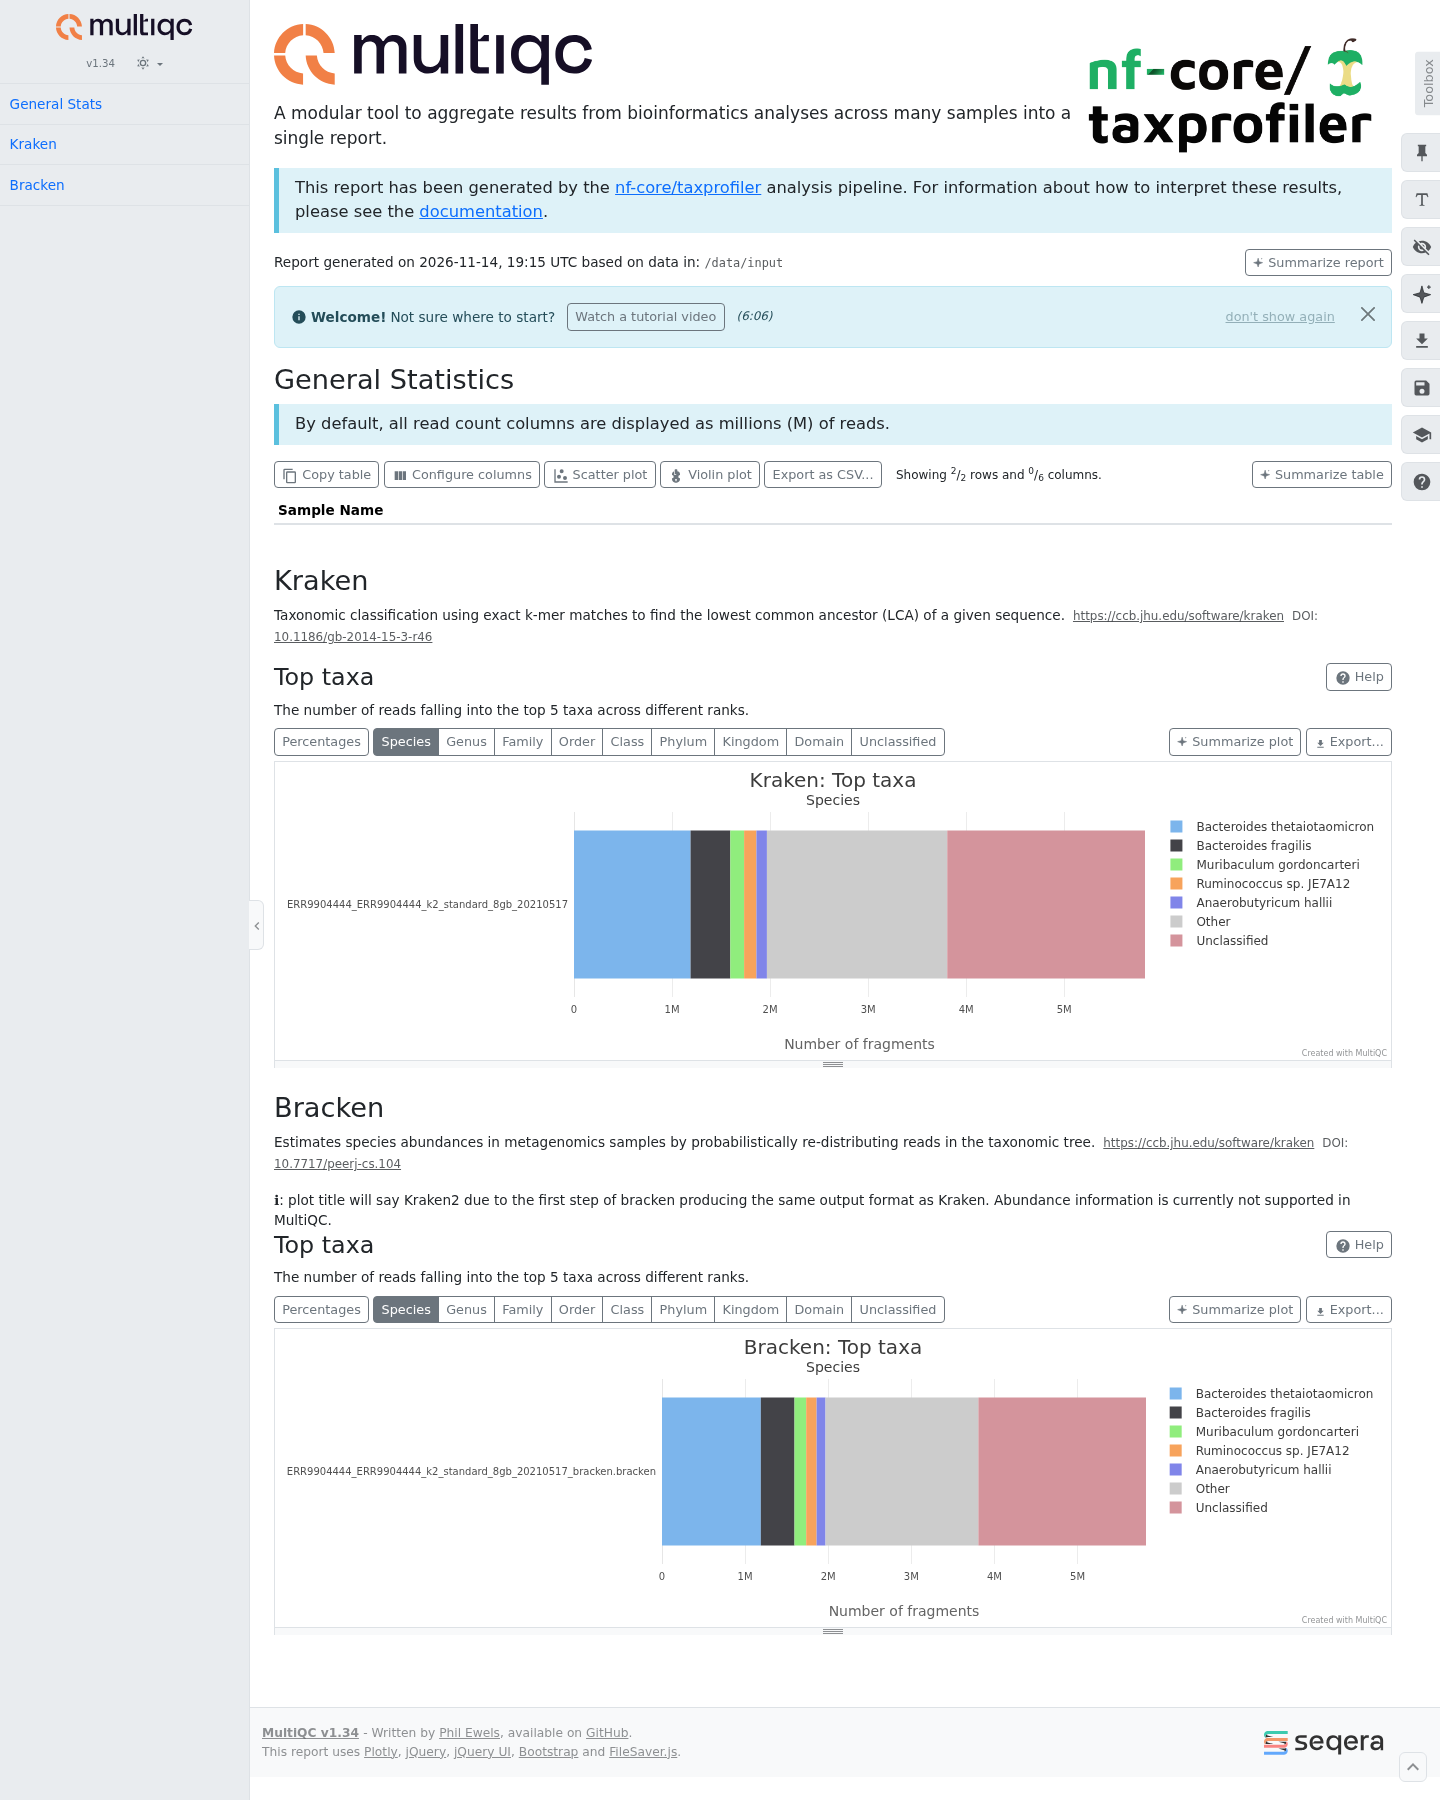 multiqc
v1.34
General Stats
Kraken
Bracken
multiqc
A modular tool to aggregate results from bioinformatics analyses across many samples into a
single report.
nf-core/
taxprofiler
Toolbox
This report has been generated by the nf-core/taxprofiler analysis pipeline. For information about how to interpret these results,
please see the documentation.
Report generated on 2026-11-14, 19:15 UTC based on data in: /data/input
Summarize report
Welcome! Not sure where to start? Watch a tutorial video (6:06) don't show again
General Statistics
By default, all read count columns are displayed as millions (M) of reads.
Copy table Configure columns Scatter plot Violin plot Export as CSV... Showing 2/2 rows and 0/6 columns. Summarize table
Sample Name
Kraken
Taxonomic classification using exact k-mer matches to find the lowest common ancestor (LCA) of a given sequence. https://ccb.jhu.edu/software/kraken DOI:
10.1186/gb-2014-15-3-r46
Top taxa
Help
The number of reads falling into the top 5 taxa across different ranks.
Percentages Species Genus Family Order Class Phylum Kingdom Domain Unclassified Summarize plot Export...
Kraken: Top taxa
Species
ERR9904444_ERR9904444_k2_standard_8gb_20210517
Bacteroides thetaiotaomicron
Bacteroides fragilis
Muribaculum gordoncarteri
Ruminococcus sp. JE7A12
Anaerobutyricum hallii
Other
Unclassified
0 1M 2M 3M 4M 5M
Number of fragments
Created with MultiQC
Bracken
Estimates species abundances in metagenomics samples by probabilistically re-distributing reads in the taxonomic tree. https://ccb.jhu.edu/software/kraken DOI:
10.7717/peerj-cs.104
ℹ: plot title will say Kraken2 due to the first step of bracken producing the same output format as Kraken. Abundance information is currently not supported in
MultiQC.
Top taxa
Help
The number of reads falling into the top 5 taxa across different ranks.
Percentages Species Genus Family Order Class Phylum Kingdom Domain Unclassified Summarize plot Export...
Bracken: Top taxa
Species
ERR9904444_ERR9904444_k2_standard_8gb_20210517_bracken.bracken
Bacteroides thetaiotaomicron
Bacteroides fragilis
Muribaculum gordoncarteri
Ruminococcus sp. JE7A12
Anaerobutyricum hallii
Other
Unclassified
0 1M 2M 3M 4M 5M
Number of fragments
Created with MultiQC
MultiQC v1.34 - Written by Phil Ewels, available on GitHub.
This report uses Plotly, jQuery, jQuery UI, Bootstrap and FileSaver.js.
seqera